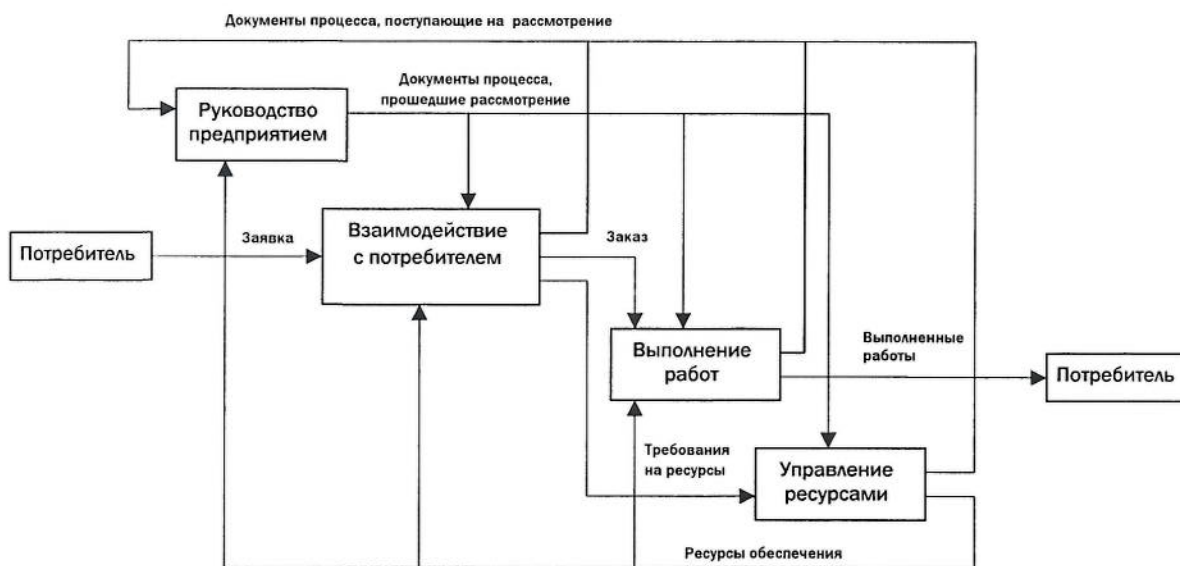 Документы процесса, поступающие на рассмотрение
Документы процесса,
прошедшие рассмотрение
Руководство
предприятием
Взаимодействие
с потребителем
Заявка
Потребитель
Заказ
Выполнение
работ
Выполненные
работы
Потребитель
Требования
на ресурсы
Управление
ресурсами
Ресурсы обеспечения